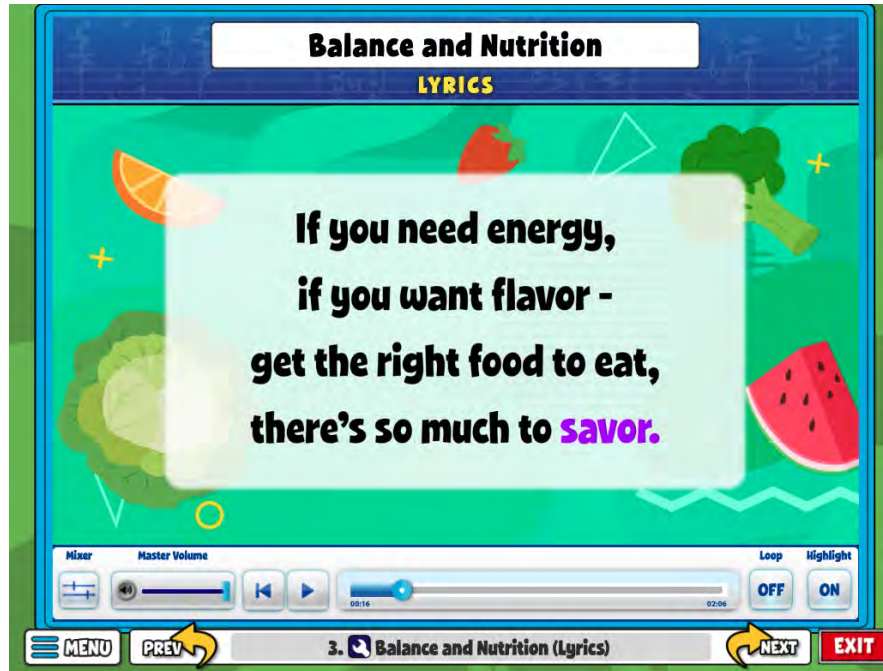 Balance and Nutrition
LYRICS
If you need energy,
if you want flavor -
get the right food to eat,
there's so much to savor.
Mixer
Master Volume
Loop
Highlight
00:16
02:06
OFF
ON
MENU
PREV
3. Balance and Nutrition (Lyrics)
NEXT
EXIT